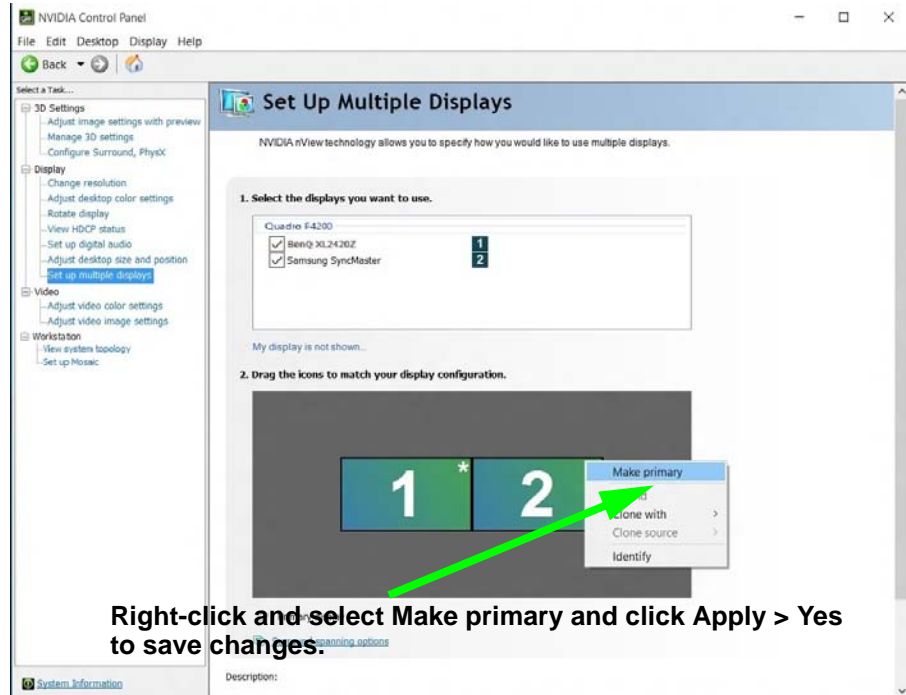 NVIDIA Control Panel
File Edit Desktop Display Help
Back
Select a Task...
3D Settings
Adjust image settings with preview
Manage 3D settings
Configure Surround, PhysX
Display
Change resolution
Adjust desktop color settings
Rotate display
View HDCP status
Set up digital audio
Adjust desktop size and position
Set up multiple displays
Video
Adjust video color settings
Adjust video image settings
Workstation
View system topology
Set up Mosaic
System Information
Set Up Multiple Displays
NVIDIA nView technology allows you to specify how you would like to use multiple displays.
1. Select the displays you want to use.
Quadro F4200
BenQ XL2420Z 1
Samsung SyncMaster 2
My display is not shown...
2. Drag the icons to match your display configuration.
1 * 2
Make primary
Clone with >
Clone source >
Identify
Right-click and select Make primary and click Apply > Yes
to save changes.
spanning options
Description: